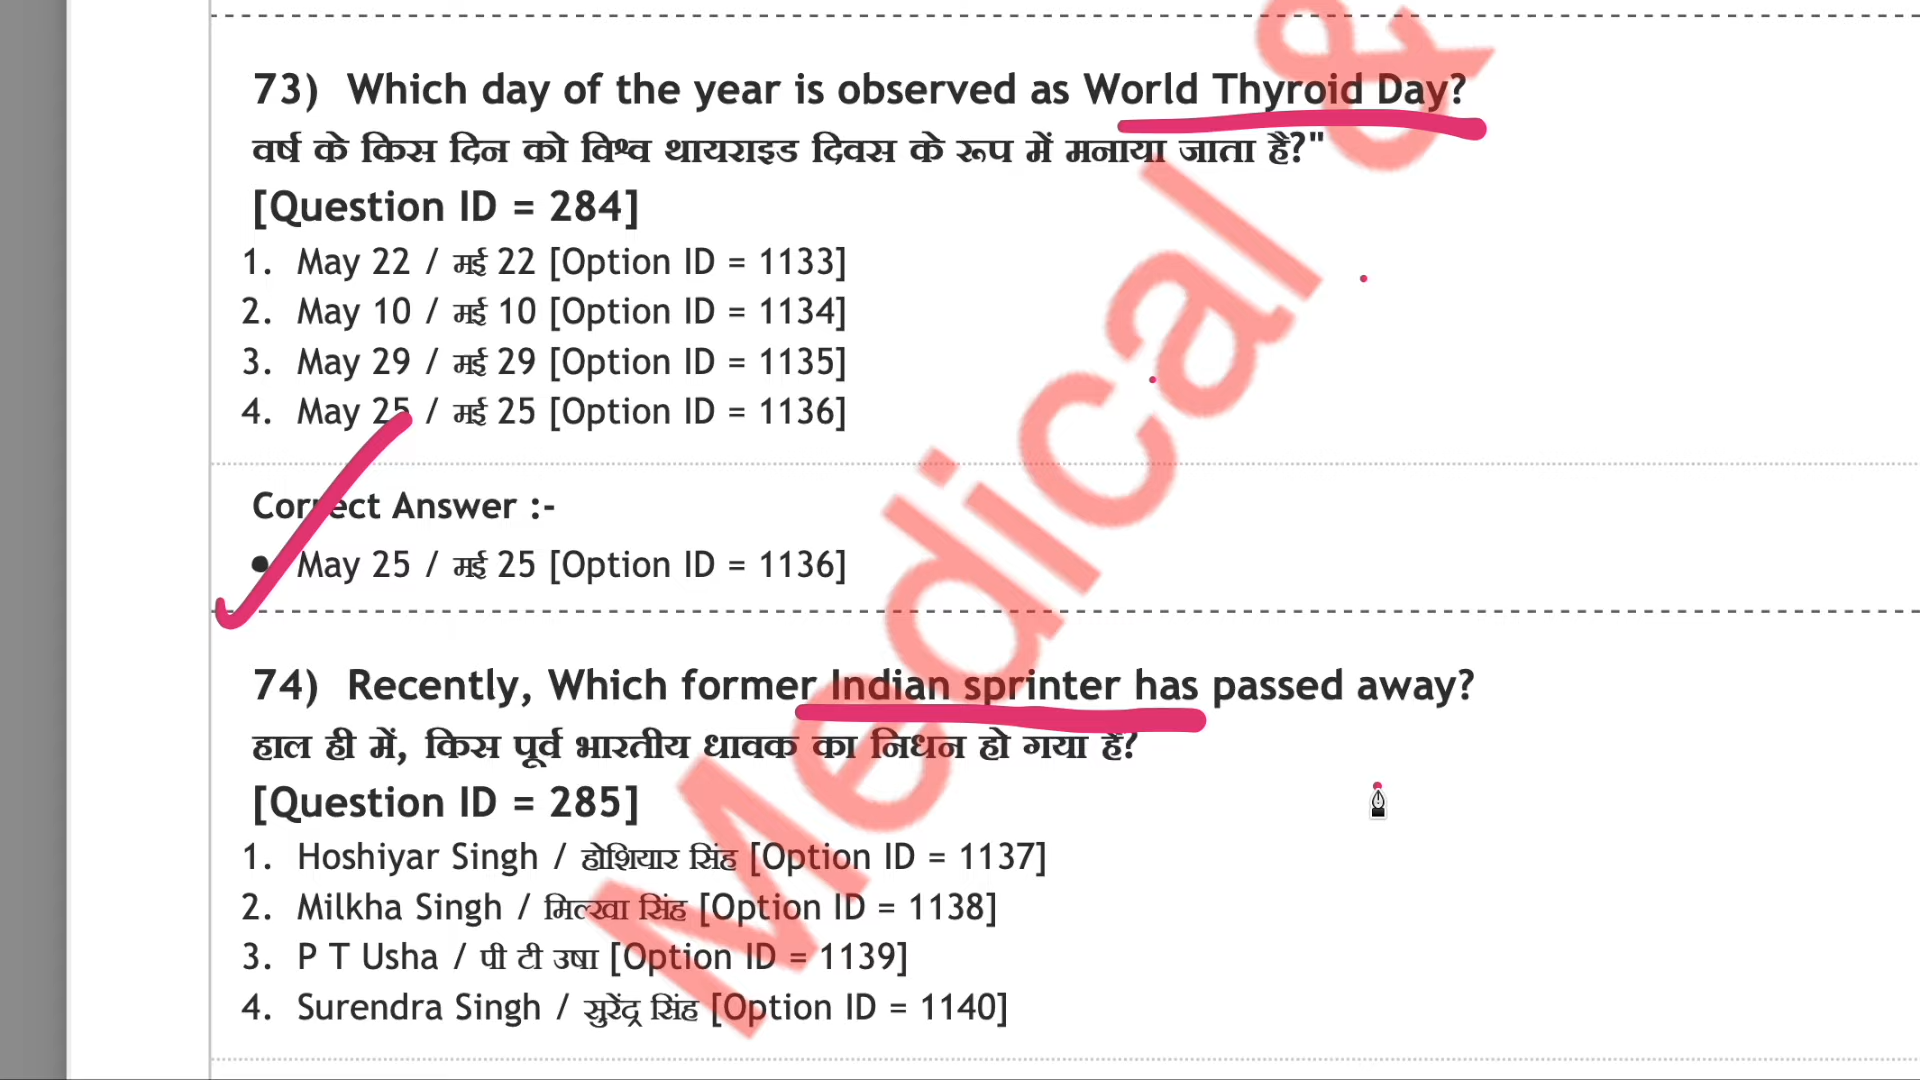 73) Which day of the year is observed as World Thyroid Day?
वर्ष के किस दिन को विश्व थायराइड दिवस के रूप में मनाया जाता है?"
[Question ID = 284]
1. May 22 / मई 22 [Option ID = 1133]
2. May 10 / मई 10 [Option ID = 1134]
3. May 29 / मई 29 [Option ID = 1135]
4. May 25 / मई 25 [Option ID = 1136]
Correct Answer :-
• May 25 / मई 25 [Option ID = 1136]
74) Recently, Which former Indian sprinter has passed away?
हाल ही में, किस पूर्व भारतीय धावक का निधन हो गया है?
[Question ID = 285]
1. Hoshiyar Singh / होशियार सिंह [Option ID = 1137]
2. Milkha Singh / मिल्खा सिंह [Option ID = 1138]
3. P T Usha / पी टी उषा [Option ID = 1139]
4. Surendra Singh / सुरेंद्र सिंह [Option ID = 1140]
Medical &